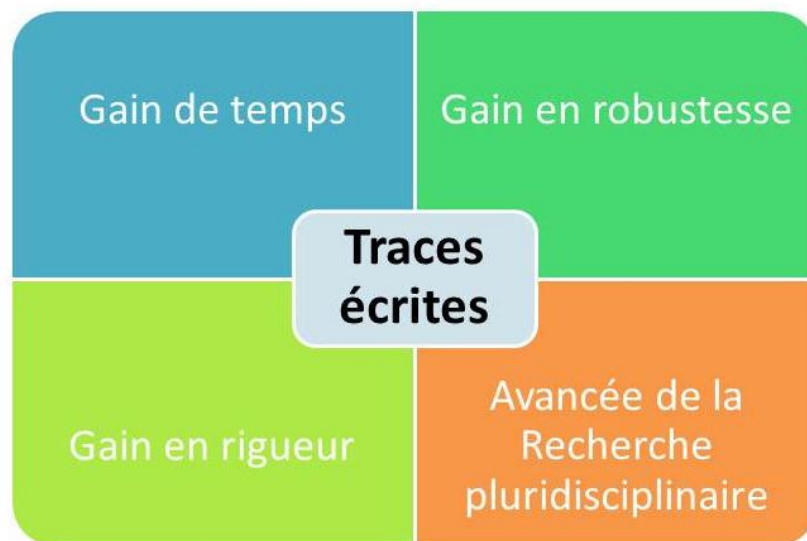 Gain de temps
Gain en robustesse
Traces
écrites
Gain en rigueur
Avancée de la
Recherche
pluridisciplinaire